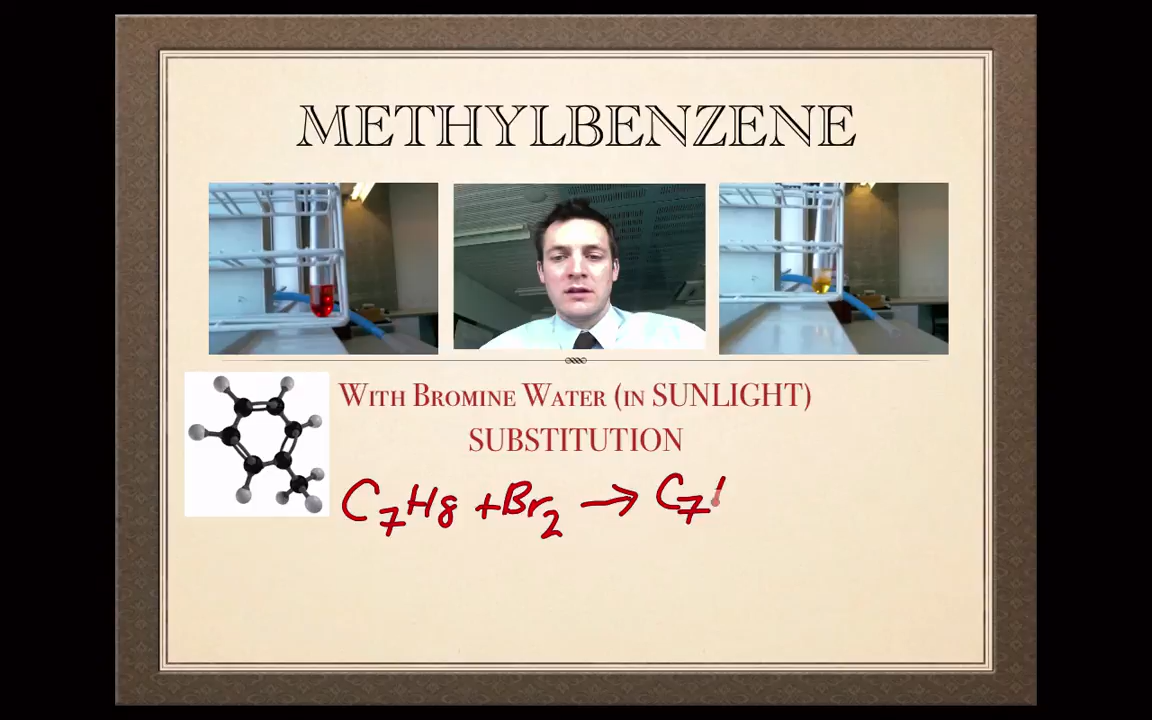 METHYLBENZENE
WITH BROMINE WATER (IN SUNLIGHT)
SUBSTITUTION
C₇H₈ + Br₂ → C₇